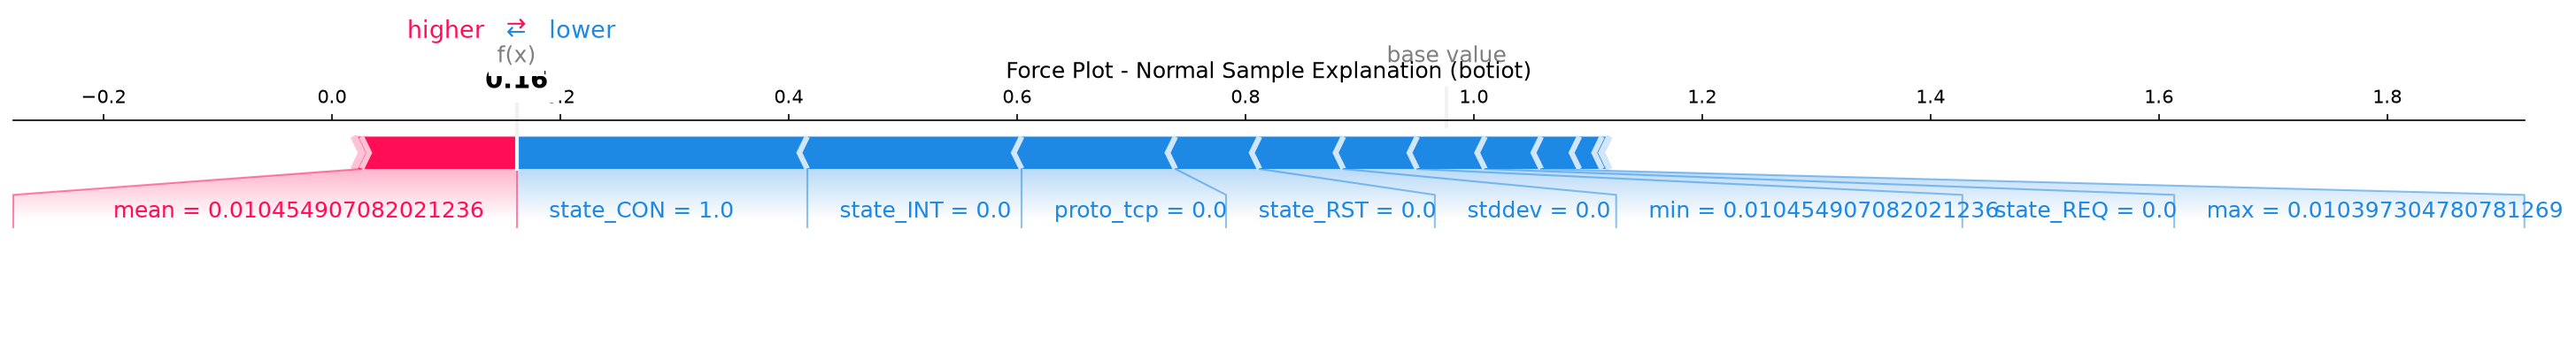 higher ⇄ lower
f(x)
base value
0.16
Force Plot - Normal Sample Explanation (botiot)
−0.2 0.0 .2 0.4 0.6 0.8 1.0 1.2 1.4 1.6 1.8
mean = 0.010454907082021236 state_CON = 1.0 state_INT = 0.0 proto_tcp = 0.0 state_RST = 0.0 stddev = 0.0 min = 0.010454907082021236 state_REQ = 0.0 max = 0.010397304780781269